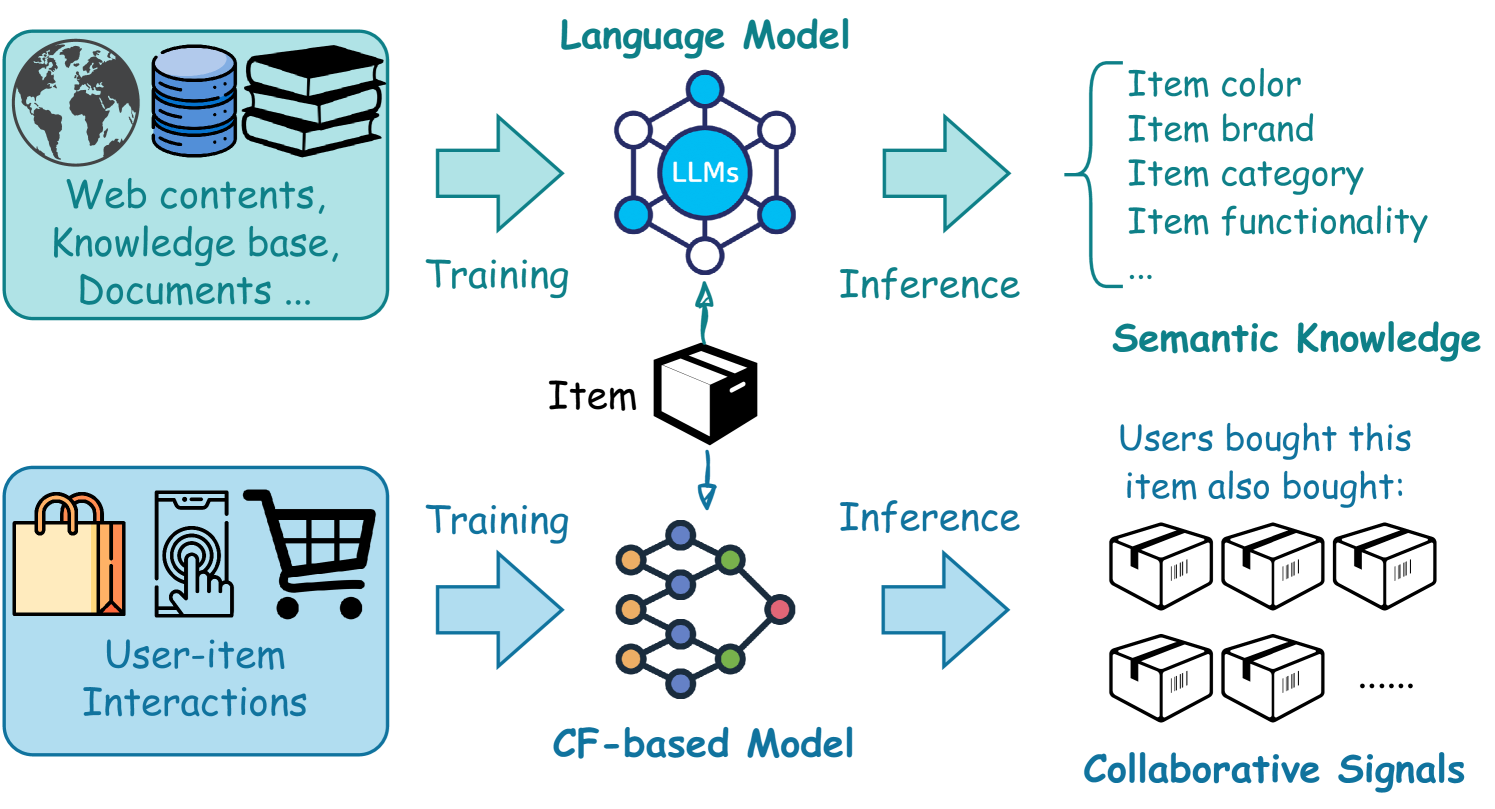 Language Model
Web contents,
Knowledge base,
Documents ...
Training
LLMs
Inference
Item color
Item brand
Item category
Item functionality
...
Semantic Knowledge
Item
User-item
Interactions
Training
CF-based Model
Inference
Users bought this
item also bought:
......
Collaborative Signals